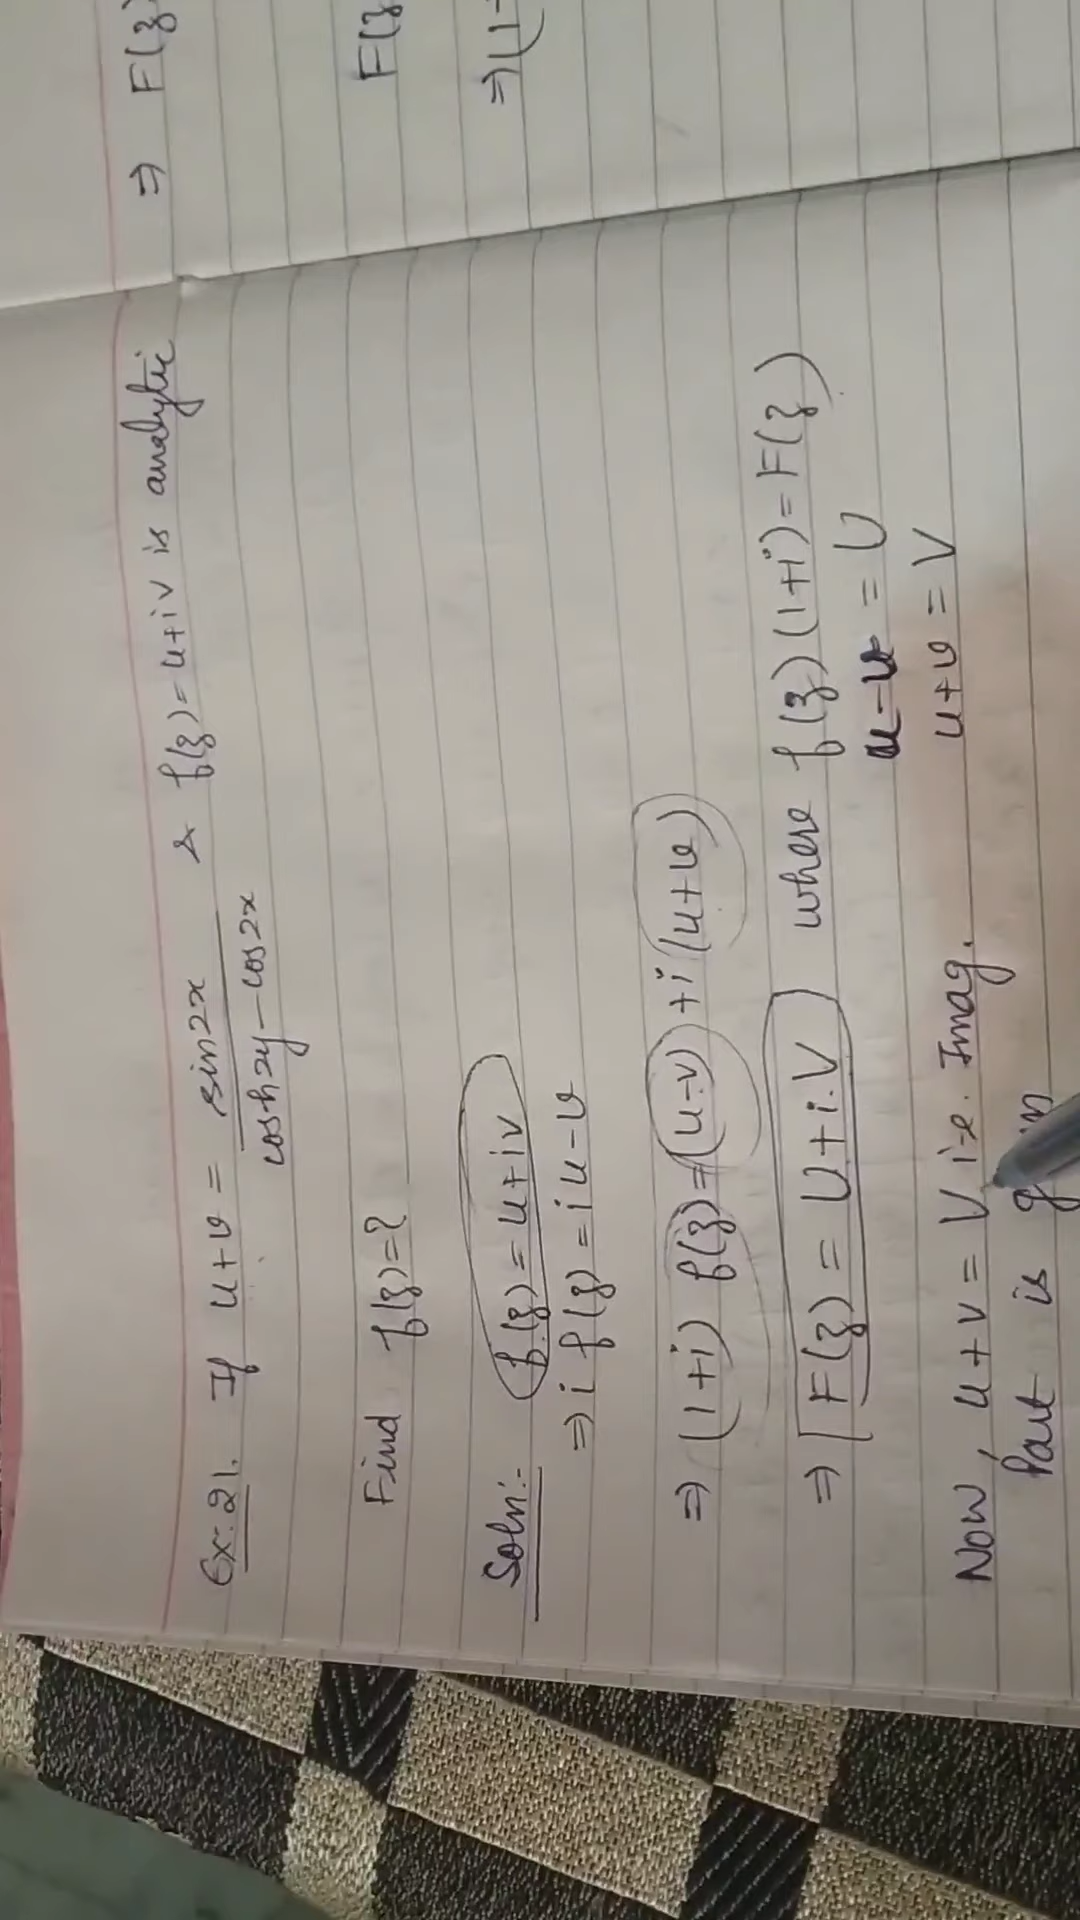 Ex: 21. If u+v = sin2x / cosh2y - cos2x & f(z) = u+iv is analytic
Find f(z) = ?
Soln:- f(z) = u+iv
⇒ i f(z) = iu-v
⇒ (1+i) f(z) = (u-v) + i(u+v)
⇒ F(z) = U+i.V where f(z)(1+i) = F(z)
u-v = U
u+v = V
Now, u+v = V i.e. Imag.
Part is
⇒ F(z)
F(z
⇒ (1-